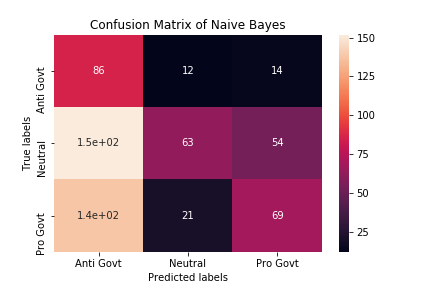 Confusion Matrix of Naive Bayes
True labels
Anti Govt
86 12 14
Neutral
1.5e+02 63 54
Pro Govt
1.4e+02 21 69
Anti Govt Neutral Pro Govt
Predicted labels
150
125
100
75
50
25